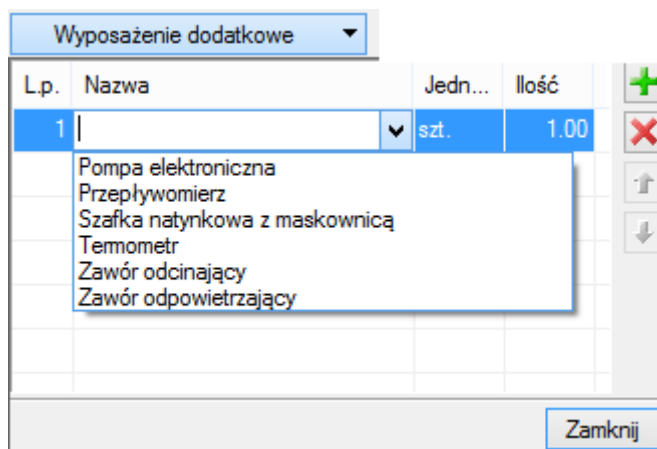 Wyposażenie dodatkowe
L.p. Nazwa Jedn... Ilość
1 szt. 1.00
Pompa elektroniczna
Przepływomierz
Szafka natynkowa z maskownicą
Termometr
Zawór odcinający
Zawór odpowietrzający
Zamknij